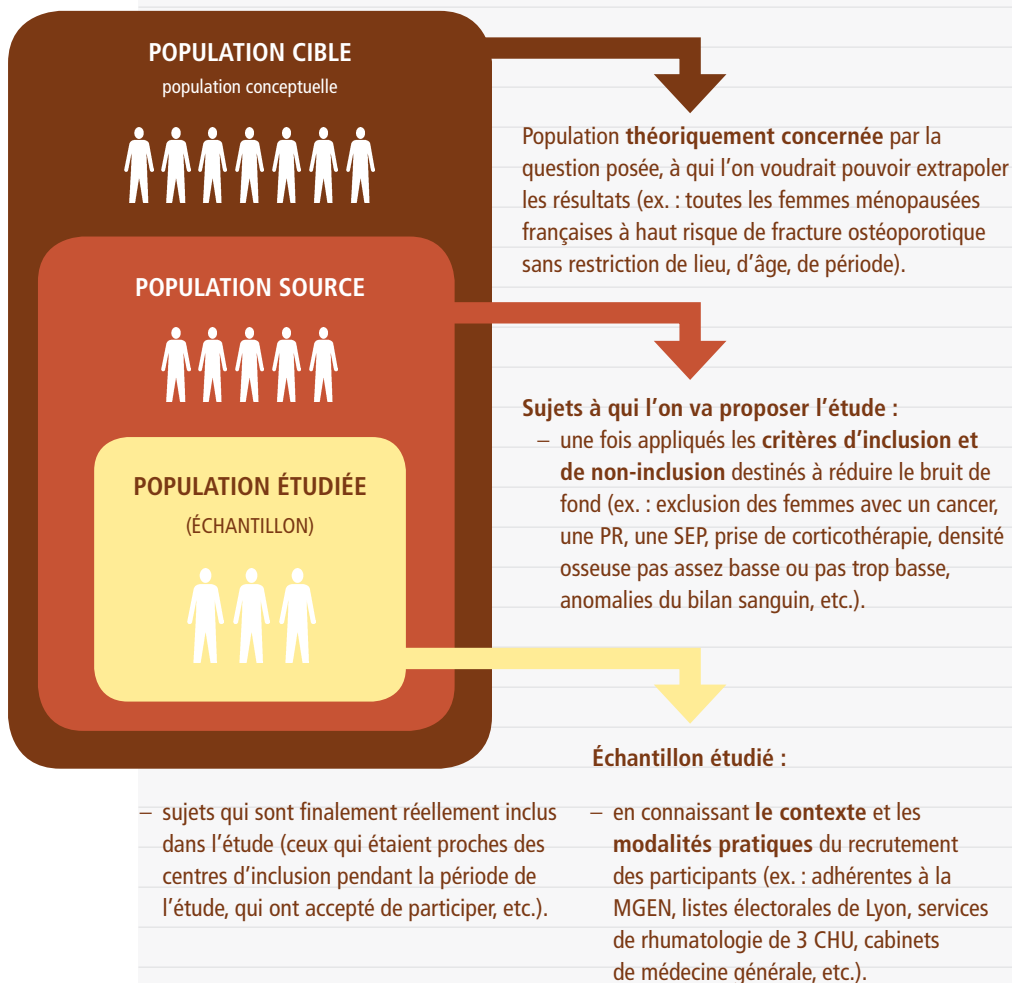 POPULATION CIBLE
population conceptuelle
Population théoriquement concernée par la
question posée, à qui l'on voudrait pouvoir extrapoler
les résultats (ex. : toutes les femmes ménopausées
françaises à haut risque de fracture ostéoporotique
sans restriction de lieu, d'âge, de période).
POPULATION SOURCE
Sujets à qui l'on va proposer l'étude :
– une fois appliqués les critères d'inclusion et
de non-inclusion destinés à réduire le bruit de
fond (ex. : exclusion des femmes avec un cancer,
une PR, une SEP, prise de corticothérapie, densité
osseuse pas assez basse ou pas trop basse,
anomalies du bilan sanguin, etc.).
POPULATION ÉTUDIÉE
(ÉCHANTILLON)
Échantillon étudié :
– sujets qui sont finalement réellement inclus
dans l'étude (ceux qui étaient proches des
centres d'inclusion pendant la période de
l'étude, qui ont accepté de participer, etc.).
– en connaissant le contexte et les
modalités pratiques du recrutement
des participants (ex. : adhérentes à la
MGEN, listes électorales de Lyon, services
de rhumatologie de 3 CHU, cabinets
de médecine générale, etc.).